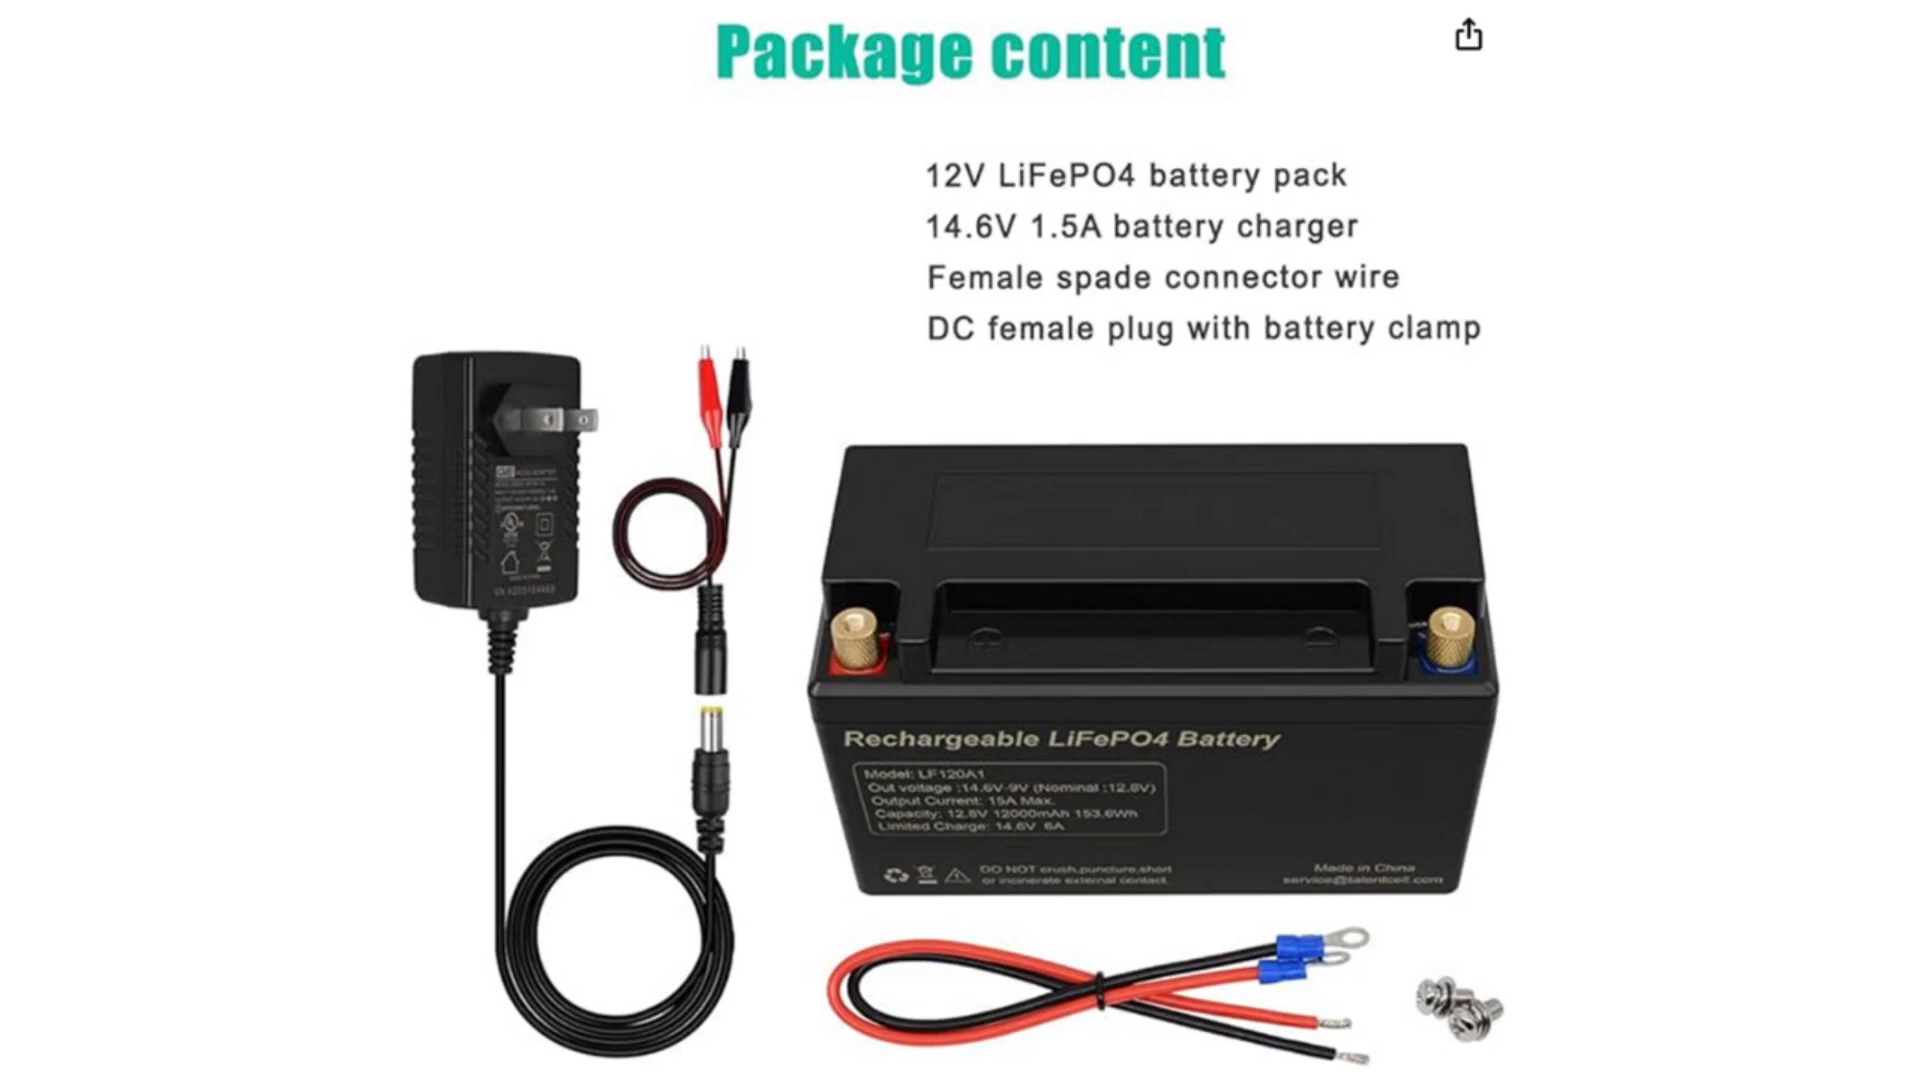 Package content
12V LiFePO4 battery pack
14.6V 1.5A battery charger
Female spade connector wire
DC female plug with battery clamp
Rechargeable LiFePO4 Battery
Model: LF120A1
Out voltage :14.6V-9V (Nominal :12.8V)
Output Current: 15A Max.
Capacity: 12.8V 12000mAh 153.6Wh
Limited Charge: 14.6V 6A
DO NOT crush,puncture,short
or incinerate external contact.
Made in China
service@talentcell.com